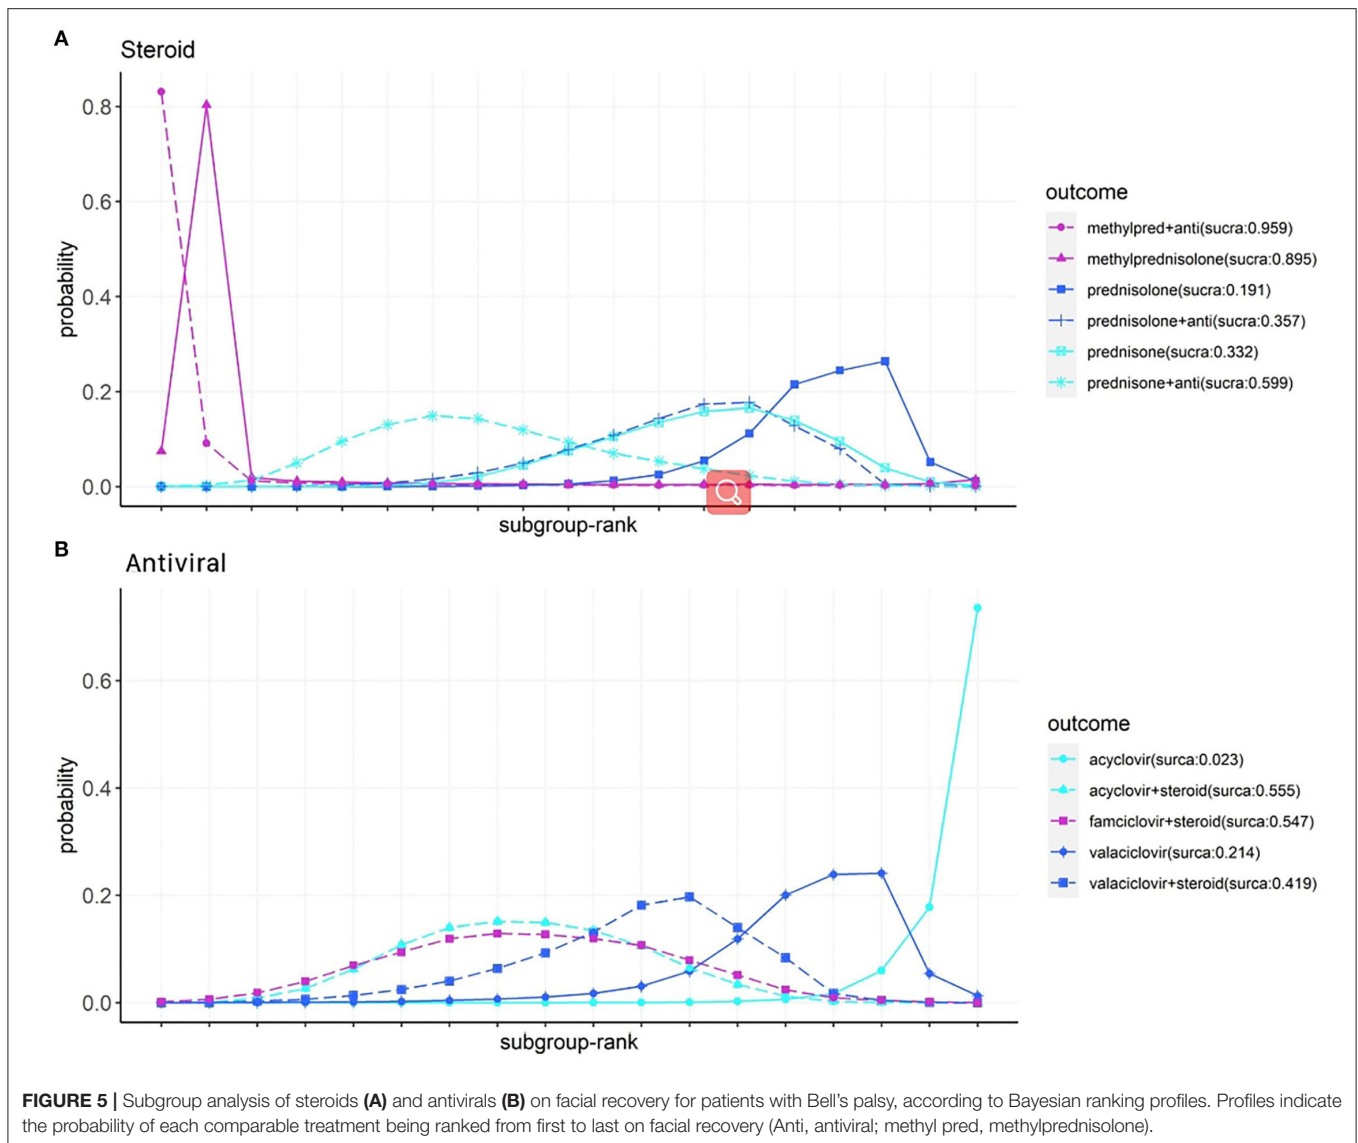 A
Steroid
0.8
0.6
0.4
0.2
0.0
probability
subgroup-rank
outcome
methylpred+anti(sucra:0.959)
methylprednisolone(sucra:0.895)
prednisolone(sucra:0.191)
prednisolone+anti(sucra:0.357)
prednisone(sucra:0.332)
prednisone+anti(sucra:0.599)
B
Antiviral
0.6
0.4
0.2
0.0
probability
subgroup-rank
outcome
acyclovir(surca:0.023)
acyclovir+steroid(surca:0.555)
famciclovir+steroid(surca:0.547)
valaciclovir(surca:0.214)
valaciclovir+steroid(surca:0.419)
FIGURE 5 | Subgroup analysis of steroids (A) and antivirals (B) on facial recovery for patients with Bell's palsy, according to Bayesian ranking profiles. Profiles indicate
the probability of each comparable treatment being ranked from first to last on facial recovery (Anti, antiviral; methyl pred, methylprednisolone).